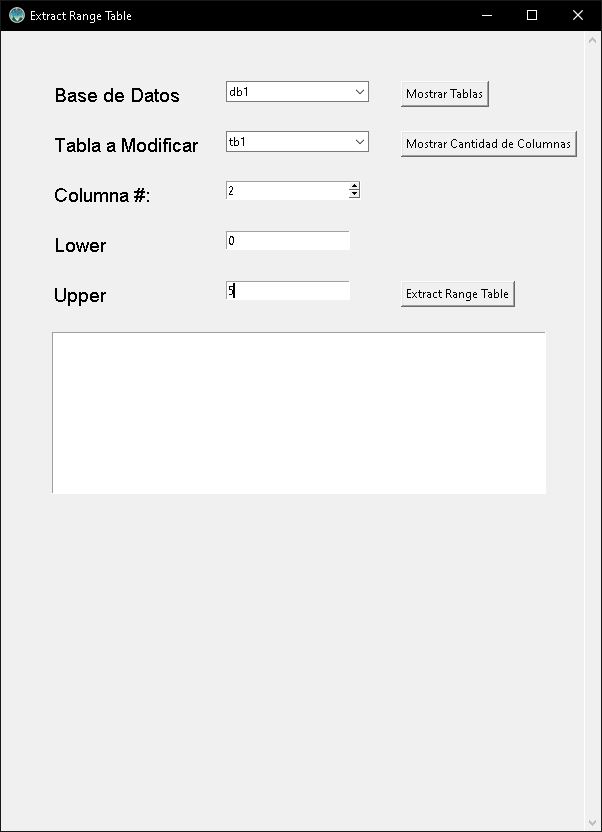 Extract Range Table
Base de Datos db1 Mostrar Tablas
Tabla a Modificar tb1 Mostrar Cantidad de Columnas
Columna #: 2
Lower 0
Upper 5 Extract Range Table